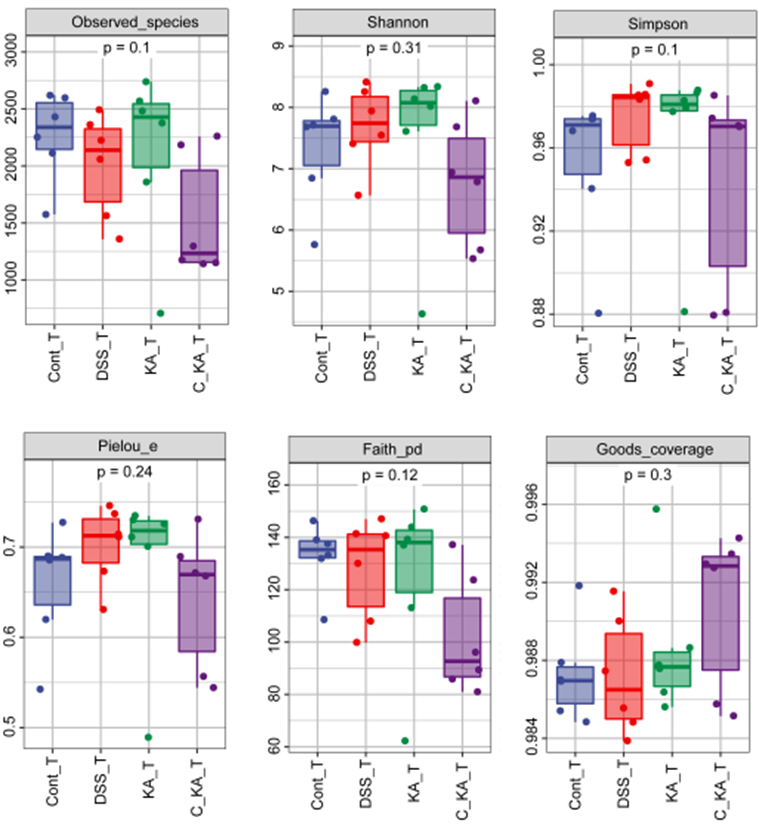 Observed_species
p = 0.1
3000
2500
2000
1500
1000
Cont_T
DSS_T
KA_T
C_KA_T
Shannon
p = 0.31
9
8
7
6
5
Cont_T
DSS_T
KA_T
C_KA_T
Simpson
p = 0.1
1.00
0.96
0.92
0.88
Cont_T
DSS_T
KA_T
C_KA_T
Pielou_e
p = 0.24
0.7
0.6
0.5
Cont_T
DSS_T
KA_T
C_KA_T
Faith_pd
p = 0.12
160
140
120
100
80
60
Cont_T
DSS_T
KA_T
C_KA_T
Goods_coverage
p = 0.3
0.996
0.992
0.988
0.984
Cont_T
DSS_T
KA_T
C_KA_T